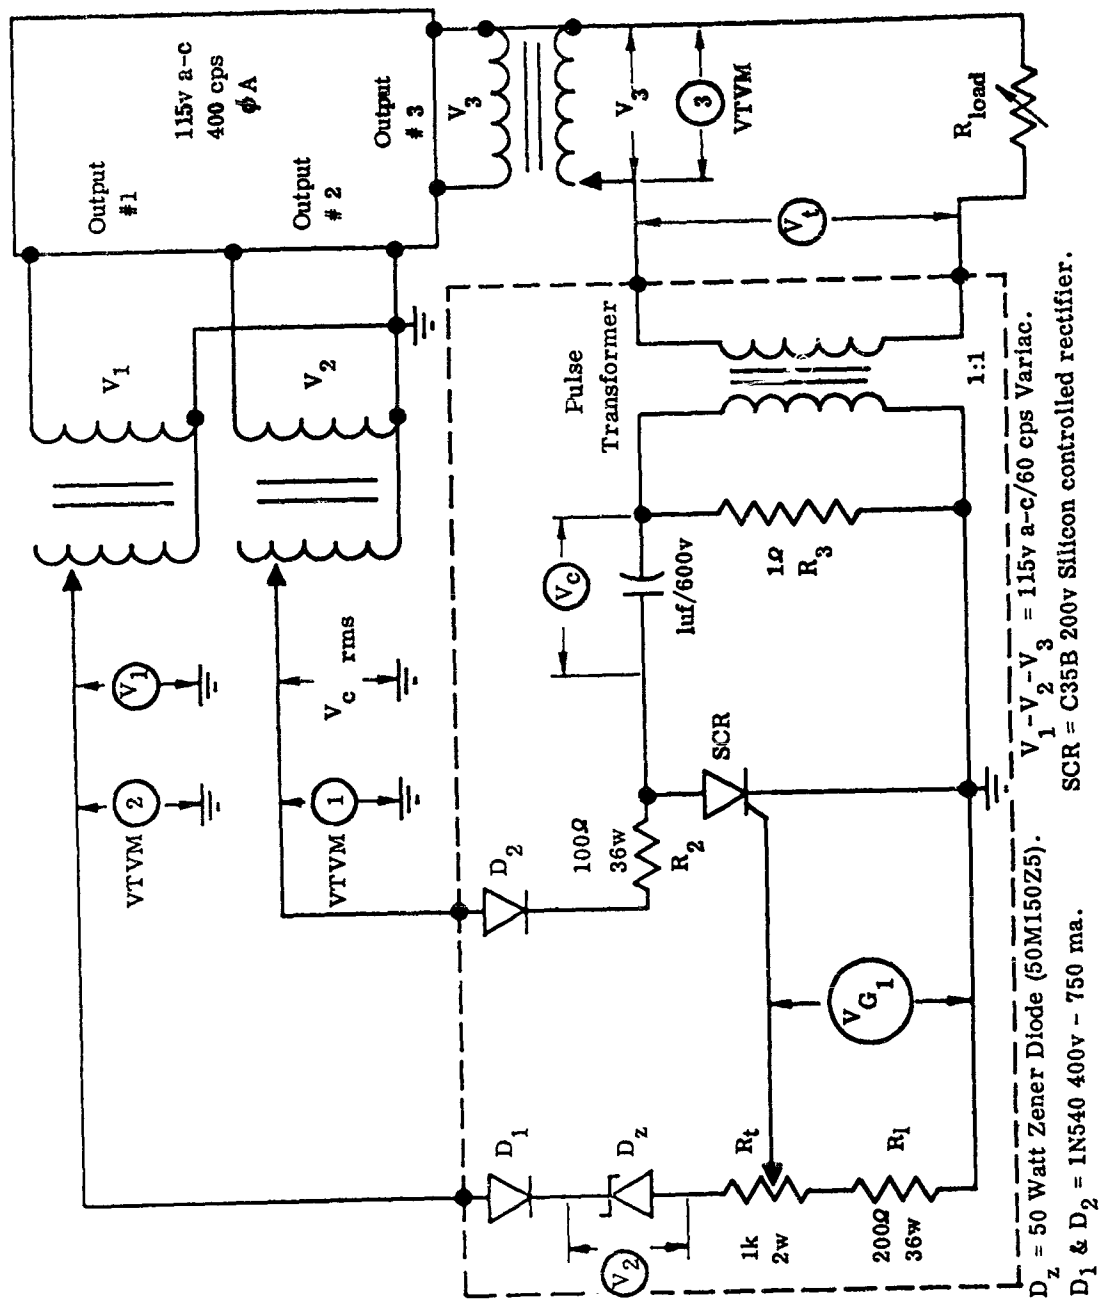 115v a-c
400 cps
ϕ A
Output
#1
Output
# 2
Output
# 3
V1
V2
V3
V3
3
VTVM
Rload
Vt
V1
2
VTVM
Vc rms
1
VTVM
Pulse
Transformer
1:1
Vc
1uf/600v
1Ω
R3
D2
100Ω
36w
R2
SCR
VG1
D1
Dz
V2
Rt
1k
2w
R1
200Ω
36w
Dz = 50 Watt Zener Diode (50M150Z5).
D1 & D2 = 1N540 400v - 750 ma.
V1-V2-V3 = 115v a-c/60 cps Variac.
SCR = C35B 200v Silicon controlled rectifier.